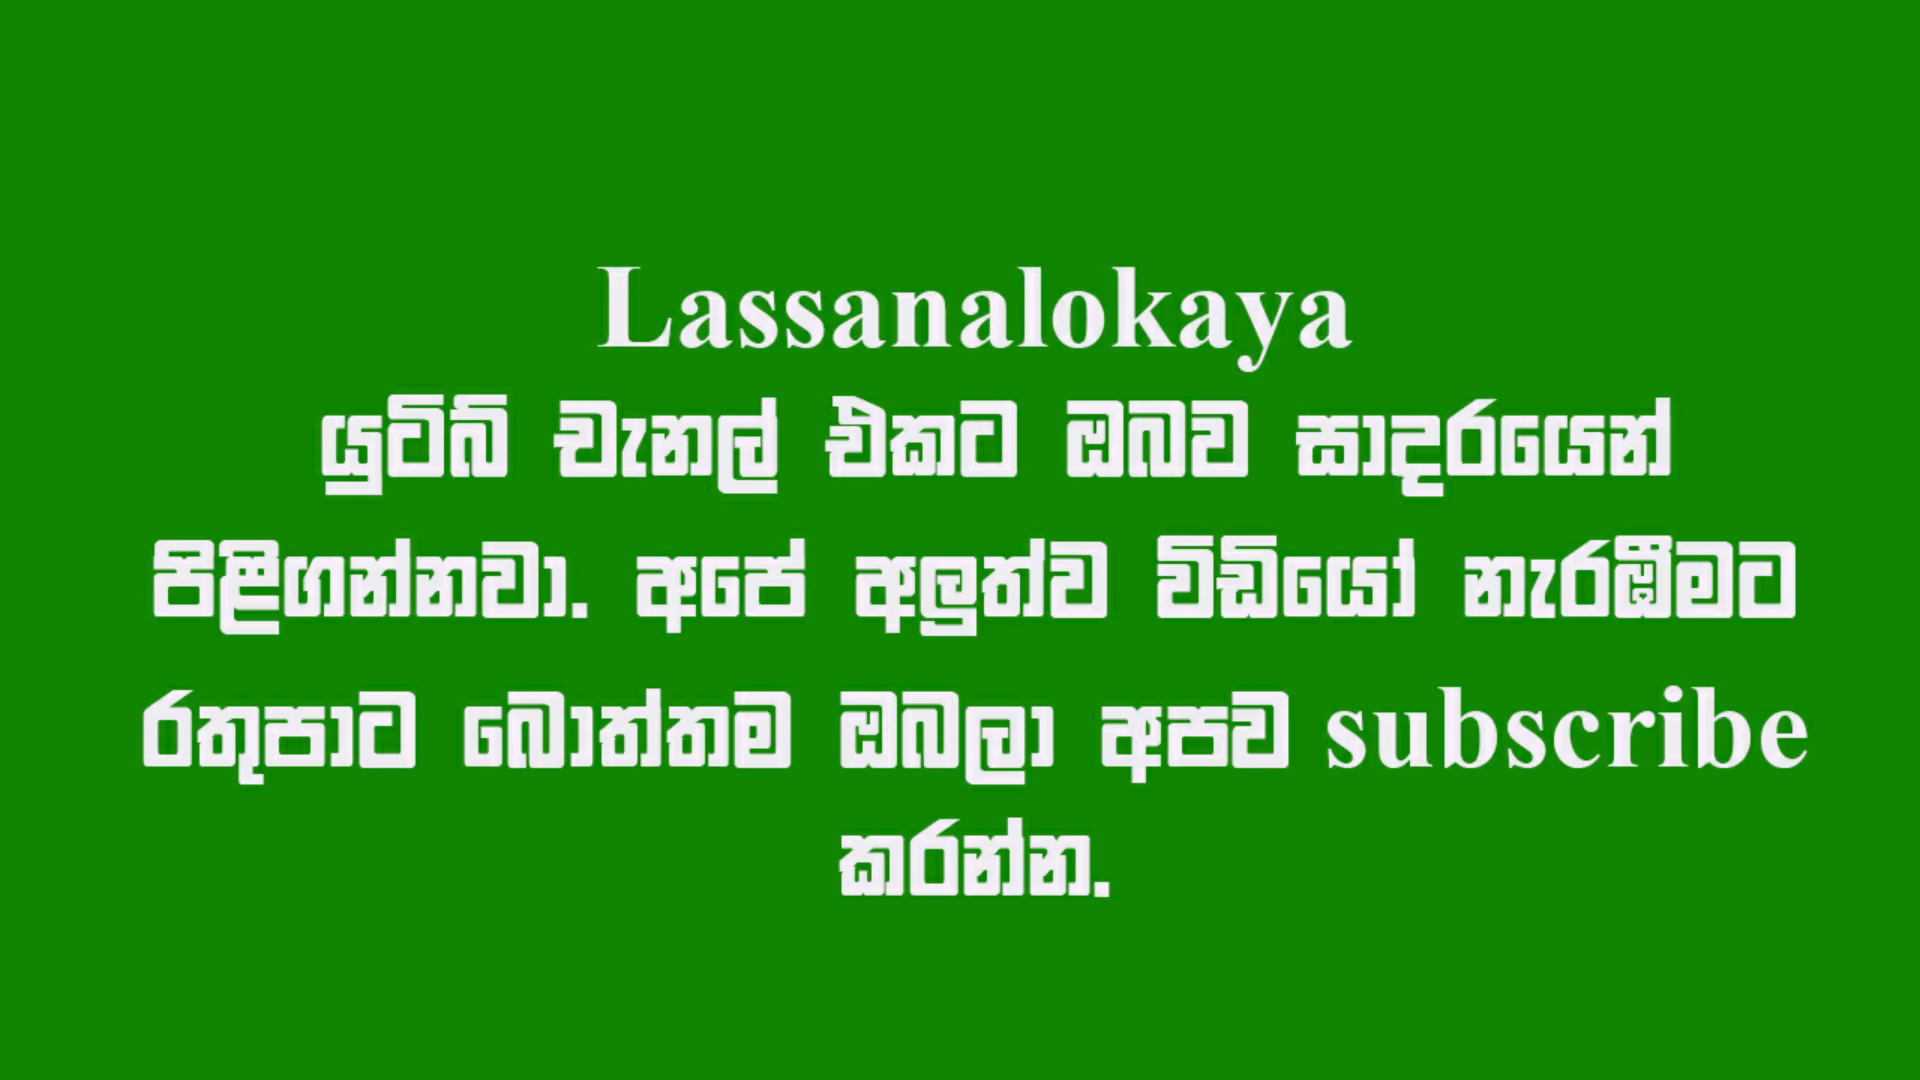 Lassanalokaya
යුටිබ් චැනල් එකට ඔබව සාදරයෙන්
පිළිගන්නවා. අපේ අලුත්ව විඩියෝ නැරඹීමට
රතුපාට බොත්තම ඔබලා අපව subscribe
කරන්න.